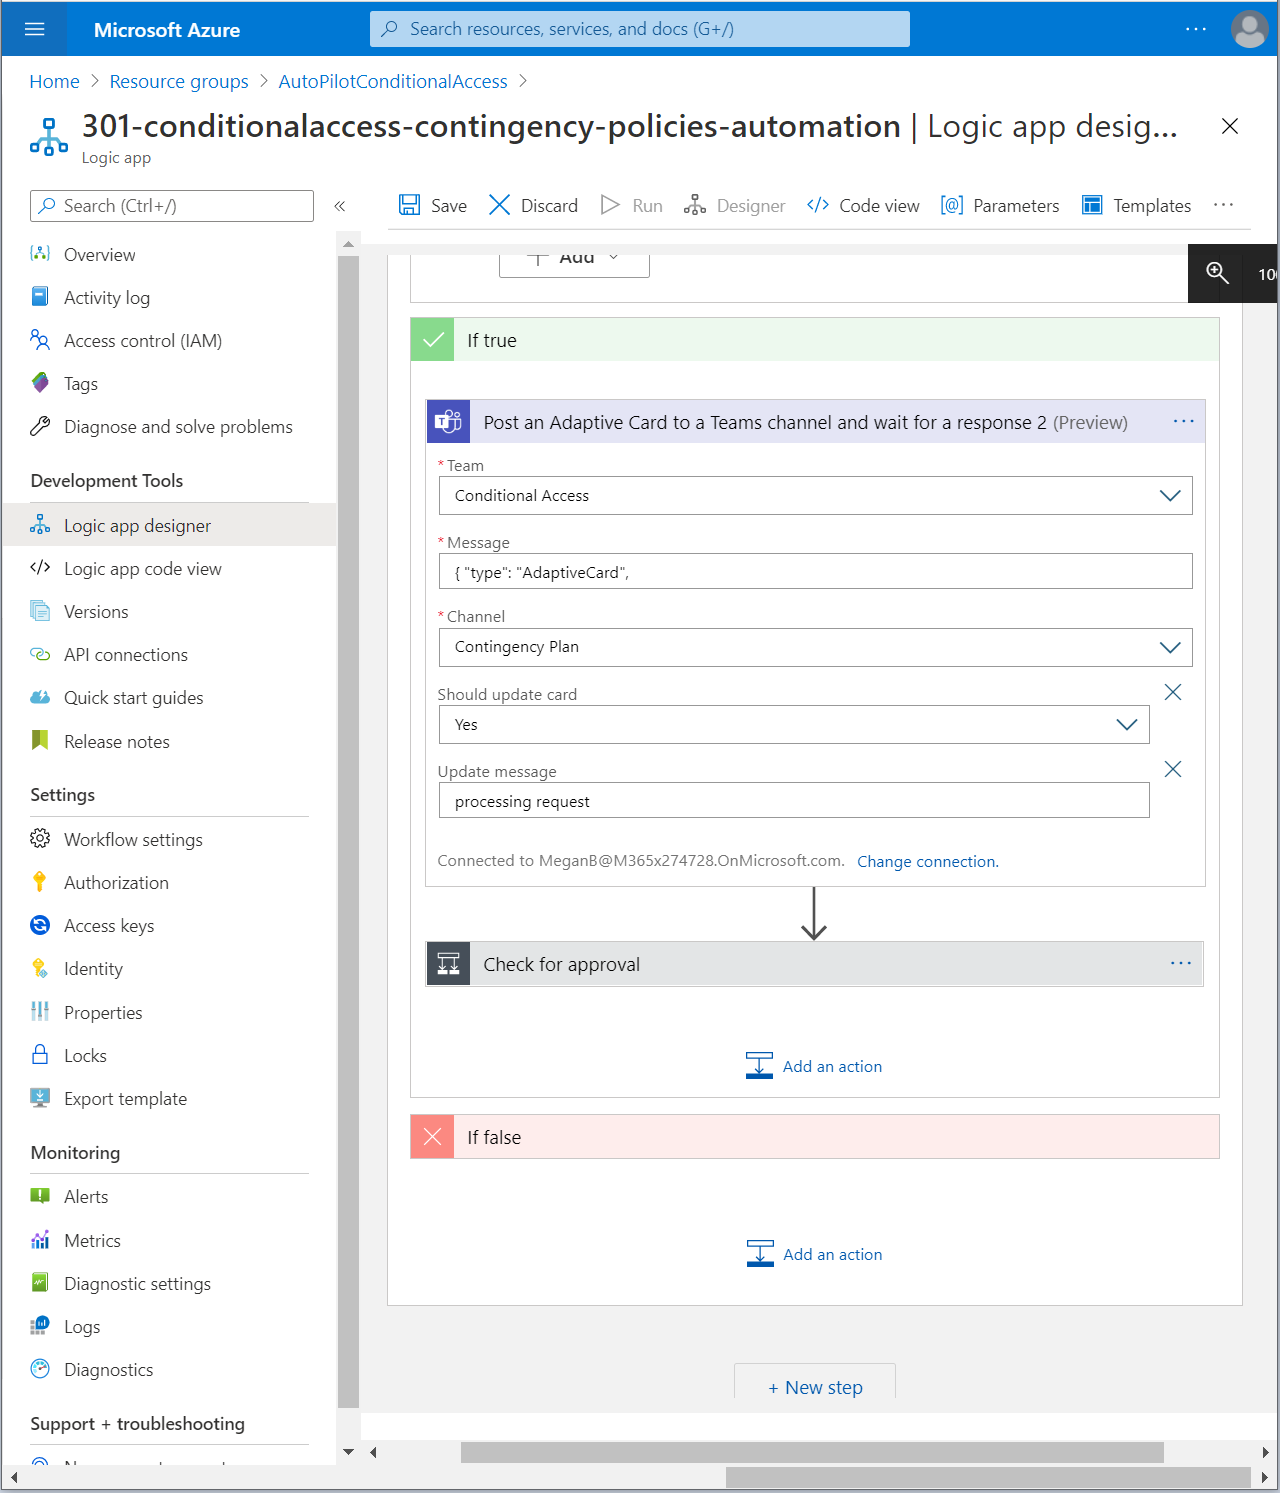 Microsoft Azure
Search resources, services, and docs (G+/)
...
Home > Resource groups > AutoPilotConditionalAccess >
301-conditionalaccess-contingency-policies-automation | Logic app desig...
Logic app
Search (Ctrl+/)
«
Save
Discard
Run
Designer
Code view
Parameters
Templates
...
Overview
Activity log
Access control (IAM)
Tags
Diagnose and solve problems
Development Tools
Logic app designer
Logic app code view
Versions
API connections
Quick start guides
Release notes
Settings
Workflow settings
Authorization
Access keys
Identity
Properties
Locks
Export template
Monitoring
Alerts
Metrics
Diagnostic settings
Logs
Diagnostics
Support + troubleshooting
Add
If true
Post an Adaptive Card to a Teams channel and wait for a response 2 (Preview)
...
* Team
Conditional Access
* Message
{ "type": "AdaptiveCard",
* Channel
Contingency Plan
Should update card
Yes
Update message
processing request
Connected to MeganB@M365x274728.OnMicrosoft.com. Change connection.
Check for approval
...
Add an action
If false
Add an action
+ New step